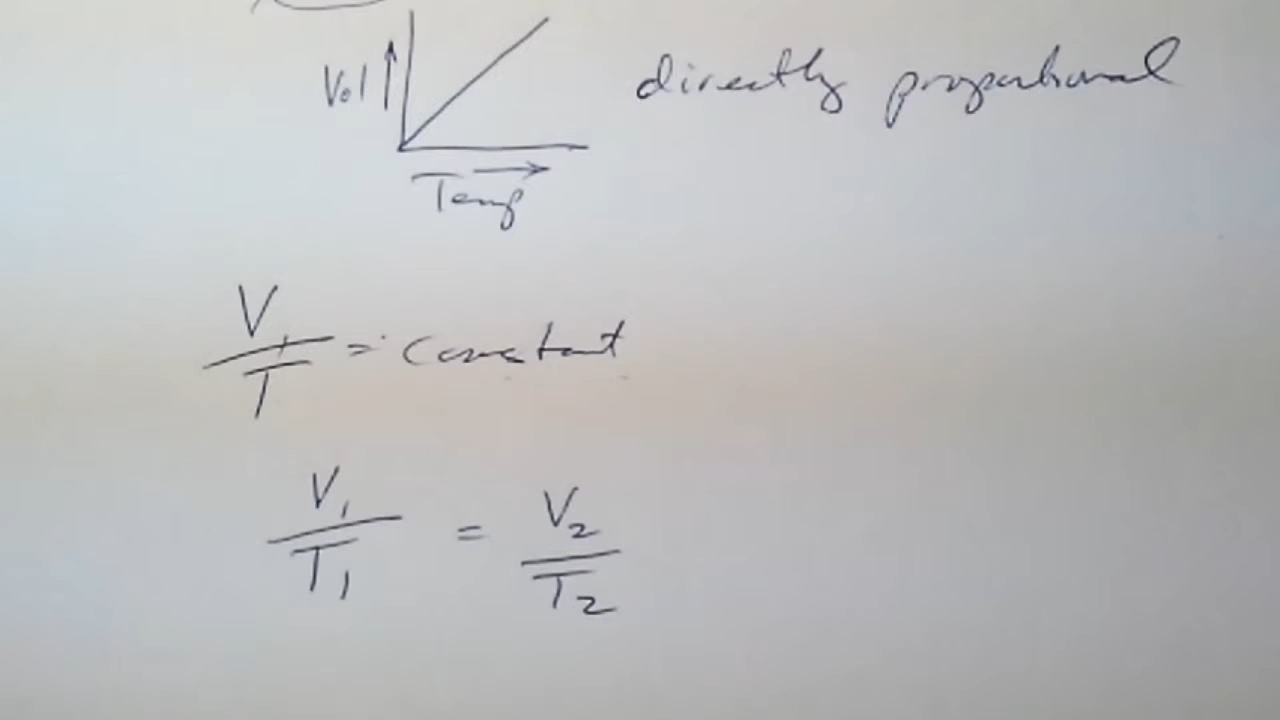 Vol directly proportional
Temp
V
T = constant
V1 = V2
T1 T2